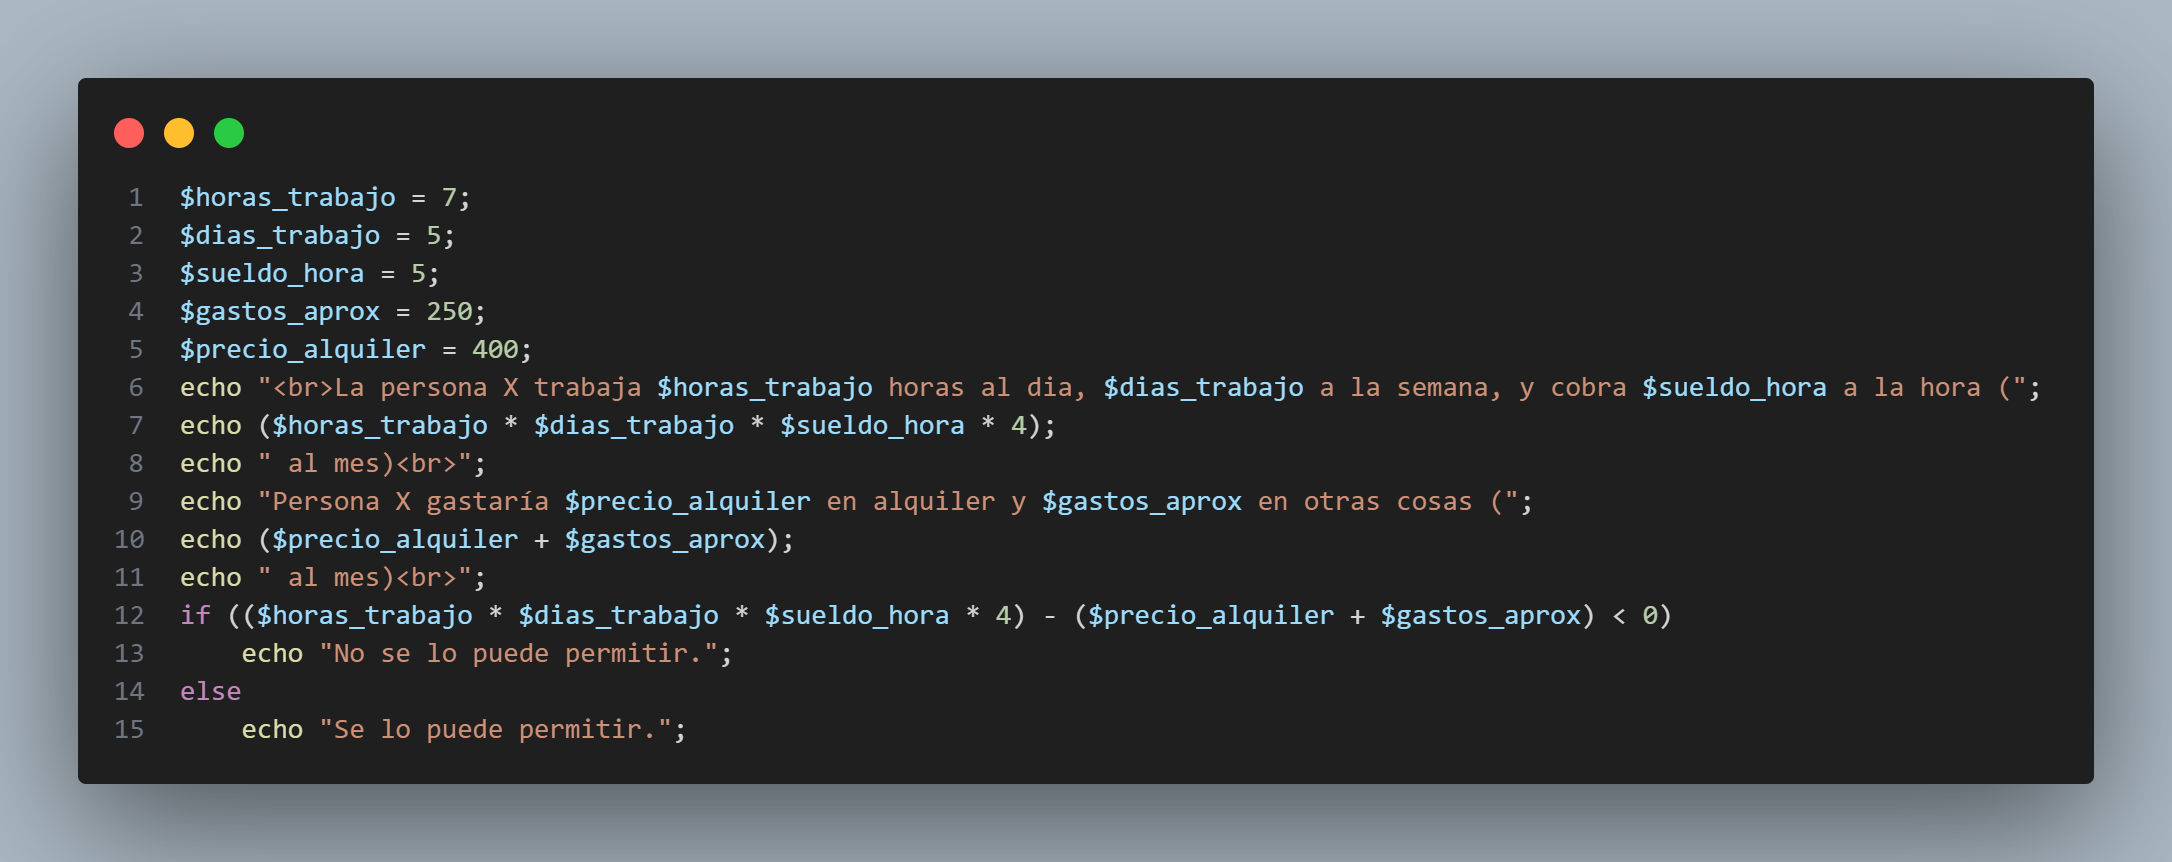 1 $horas_trabajo = 7;
2 $dias_trabajo = 5;
3 $sueldo_hora = 5;
4 $gastos_aprox = 250;
5 $precio_alquiler = 400;
6 echo "<br>La persona X trabaja $horas_trabajo horas al dia, $dias_trabajo a la semana, y cobra $sueldo_hora a la hora (";
7 echo ($horas_trabajo * $dias_trabajo * $sueldo_hora * 4);
8 echo " al mes)<br>";
9 echo "Persona X gastaría $precio_alquiler en alquiler y $gastos_aprox en otras cosas (";
10 echo ($precio_alquiler + $gastos_aprox);
11 echo " al mes)<br>";
12 if (($horas_trabajo * $dias_trabajo * $sueldo_hora * 4) - ($precio_alquiler + $gastos_aprox) < 0)
13     echo "No se lo puede permitir.";
14 else
15     echo "Se lo puede permitir.";